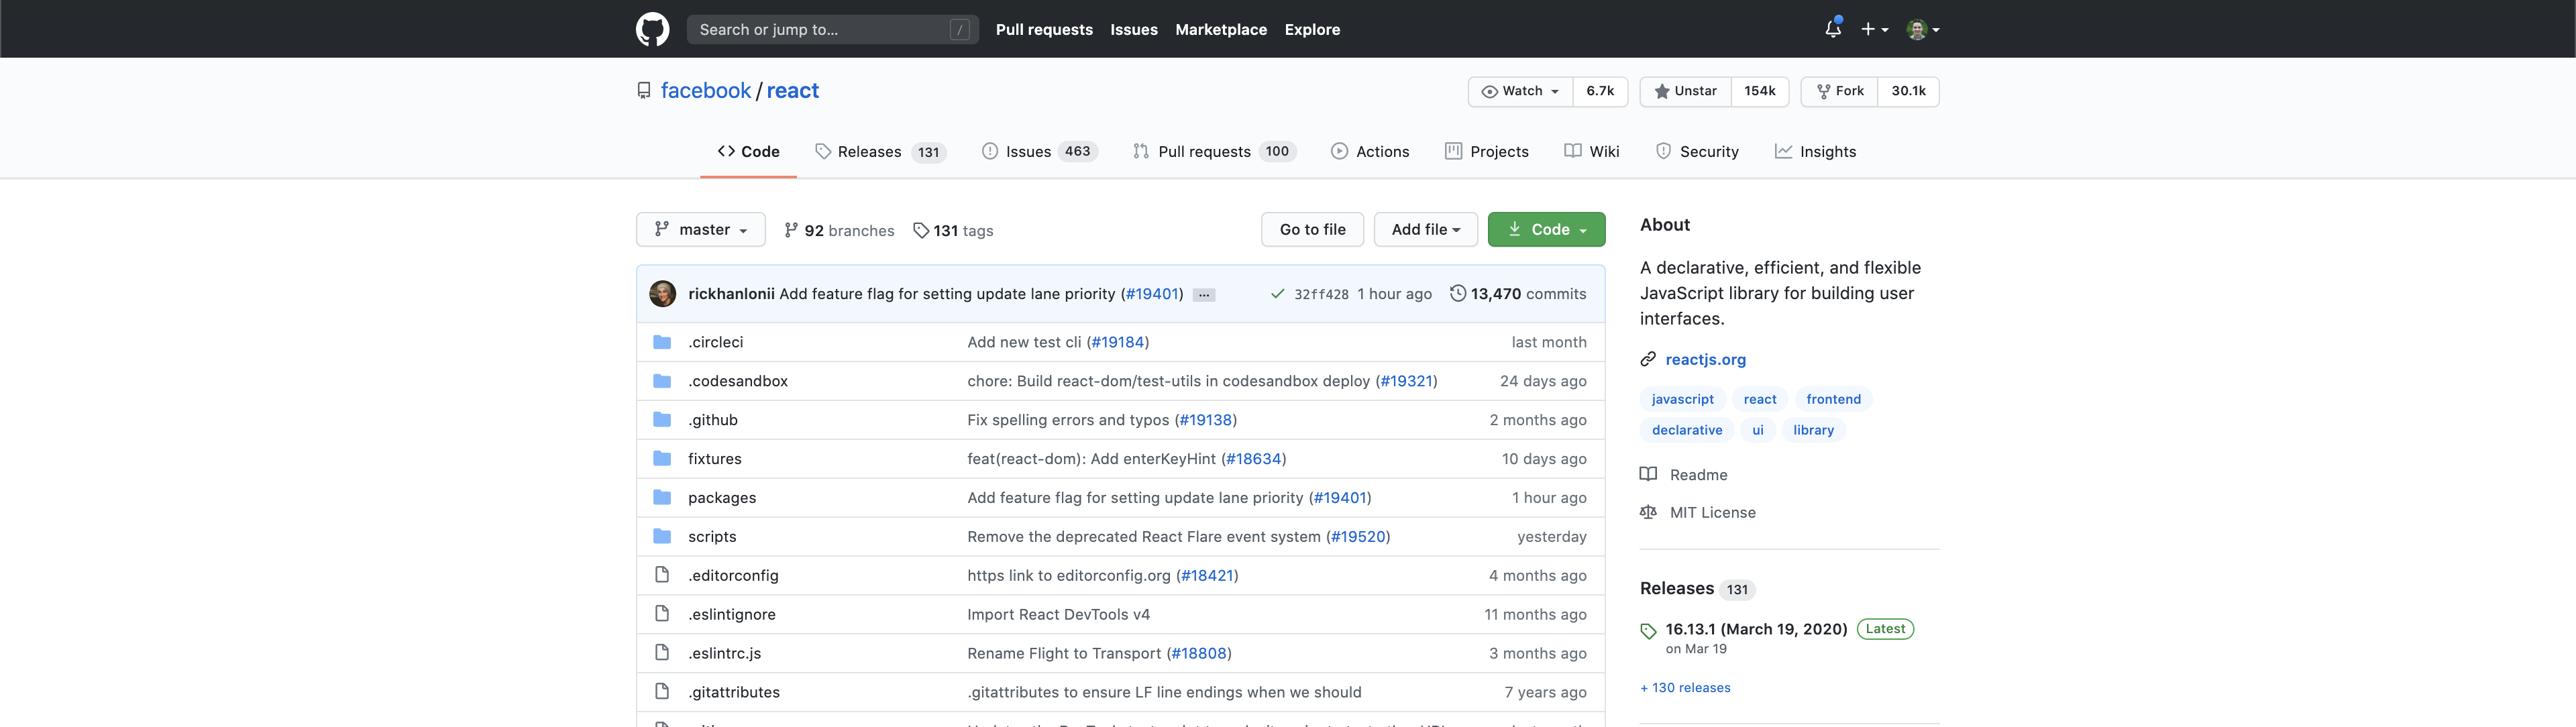 Search or jump to... /
Pull requests Issues Marketplace Explore
facebook / react
Watch 6.7k Unstar 154k Fork 30.1k
Code Releases 131 Issues 463 Pull requests 100 Actions Projects Wiki Security Insights
master 92 branches 131 tags Go to file Add file Code
rickhanlonii Add feature flag for setting update lane priority (#19401) ... 32ff428 1 hour ago 13,470 commits
.circleci Add new test cli (#19184) last month
.codesandbox chore: Build react-dom/test-utils in codesandbox deploy (#19321) 24 days ago
.github Fix spelling errors and typos (#19138) 2 months ago
fixtures feat(react-dom): Add enterKeyHint (#18634) 10 days ago
packages Add feature flag for setting update lane priority (#19401) 1 hour ago
scripts Remove the deprecated React Flare event system (#19520) yesterday
.editorconfig https link to editorconfig.org (#18421) 4 months ago
.eslintignore Import React DevTools v4 11 months ago
.eslintrc.js Rename Flight to Transport (#18808) 3 months ago
.gitattributes .gitattributes to ensure LF line endings when we should 7 years ago
About
A declarative, efficient, and flexible
JavaScript library for building user
interfaces.
reactjs.org
javascript react frontend
declarative ui library
Readme
MIT License
Releases 131
16.13.1 (March 19, 2020) Latest
on Mar 19
+ 130 releases